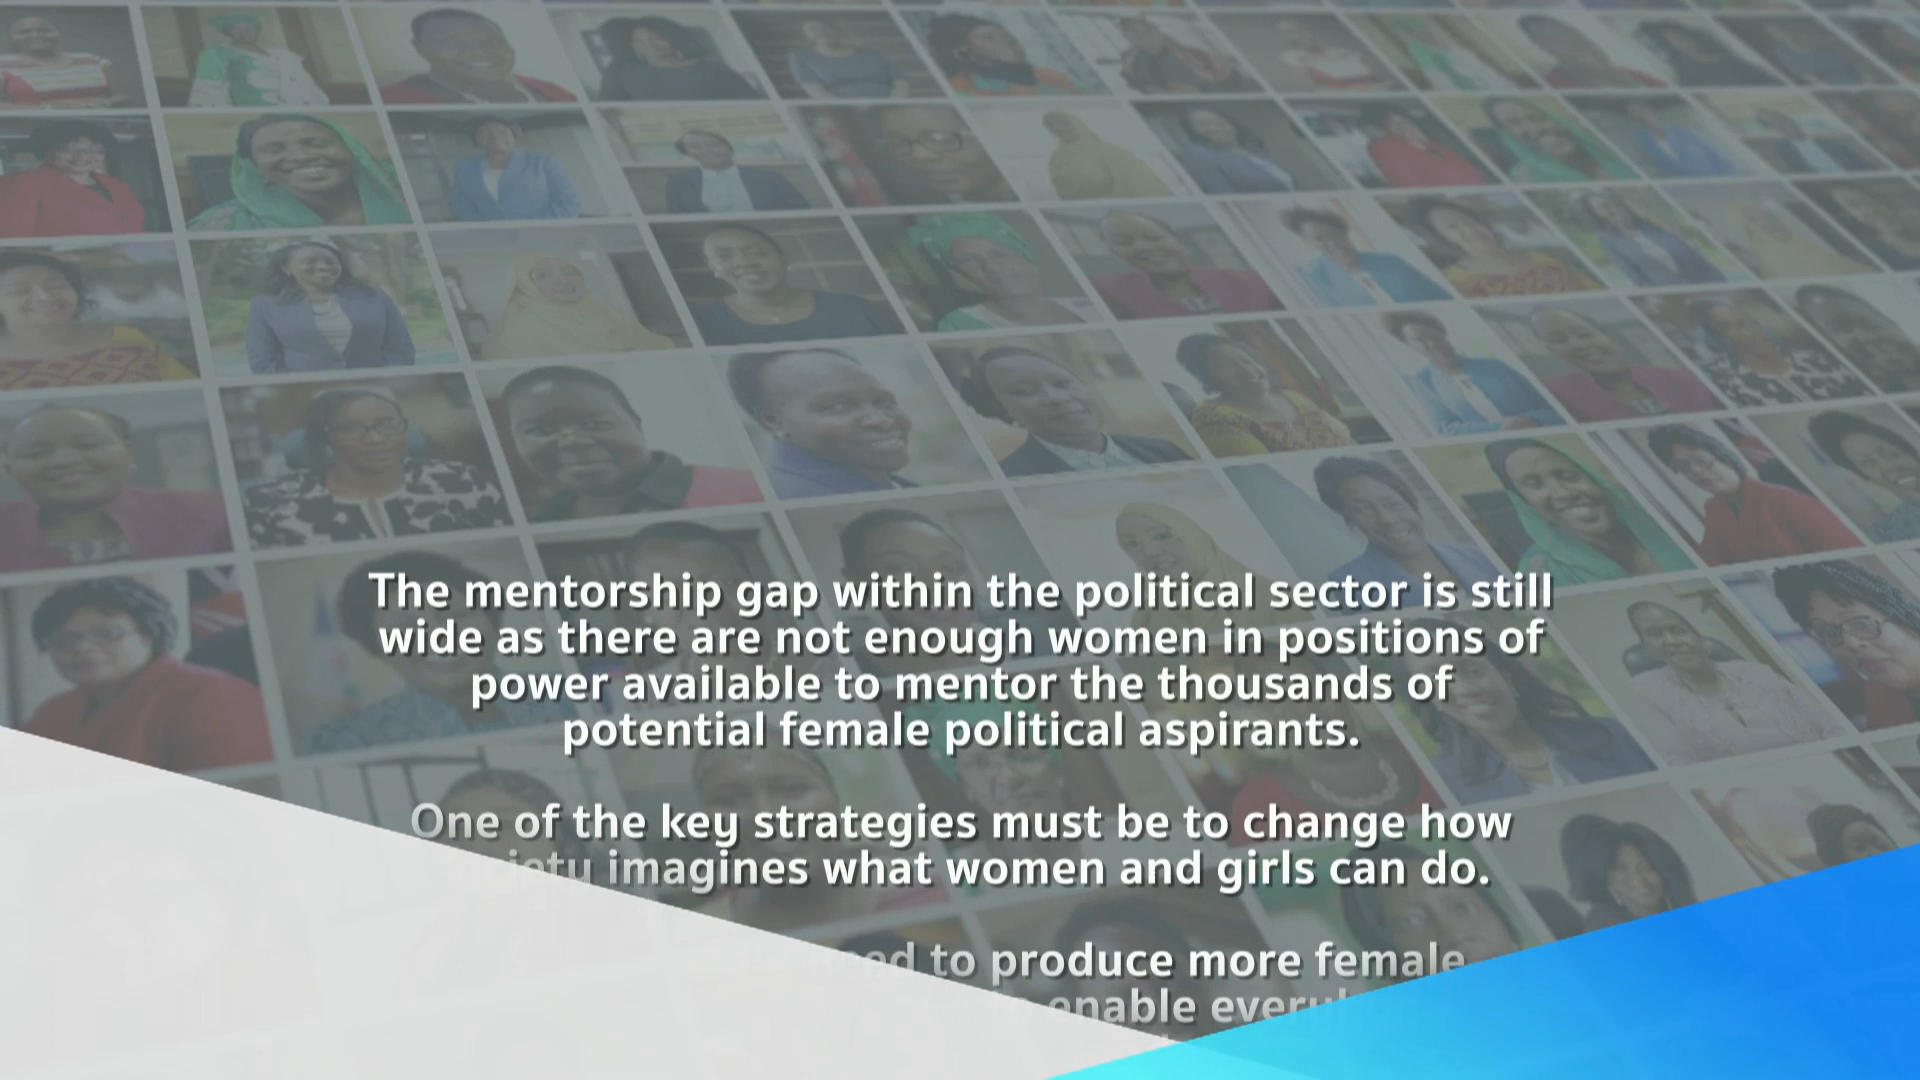 The mentorship gap within the political sector is still
wide as there are not enough women in positions of
power available to mentor the thousands of
potential female political aspirants.
One of the key strategies must be to change how
imagines what women and girls can do.
to produce more female
enable